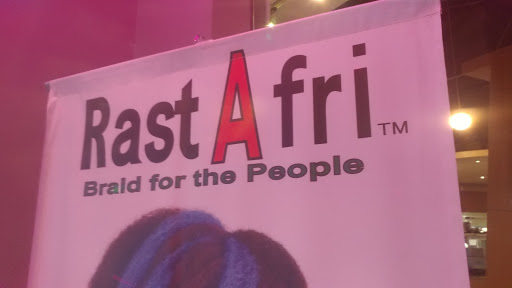 RastAfri™
Braid for the People